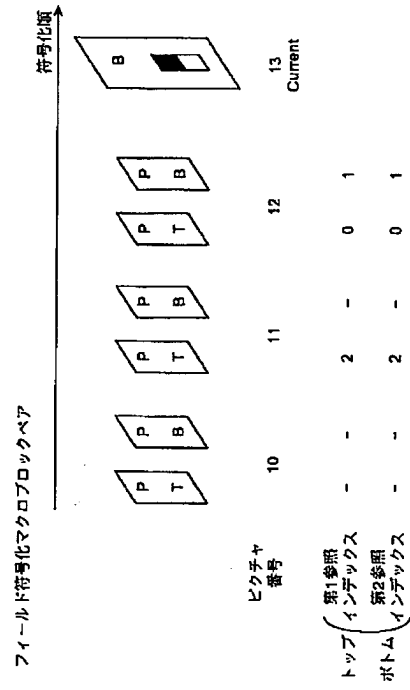 フィールド符号化マクロブロックペア
符号化順
P P P P P P B
T B T B T B
ピクチャ番号 10 11 12 13
Current
トップ 第1参照インデックス - - 2 - 0 1
ボトム 第2参照インデックス - - 2 - 0 1